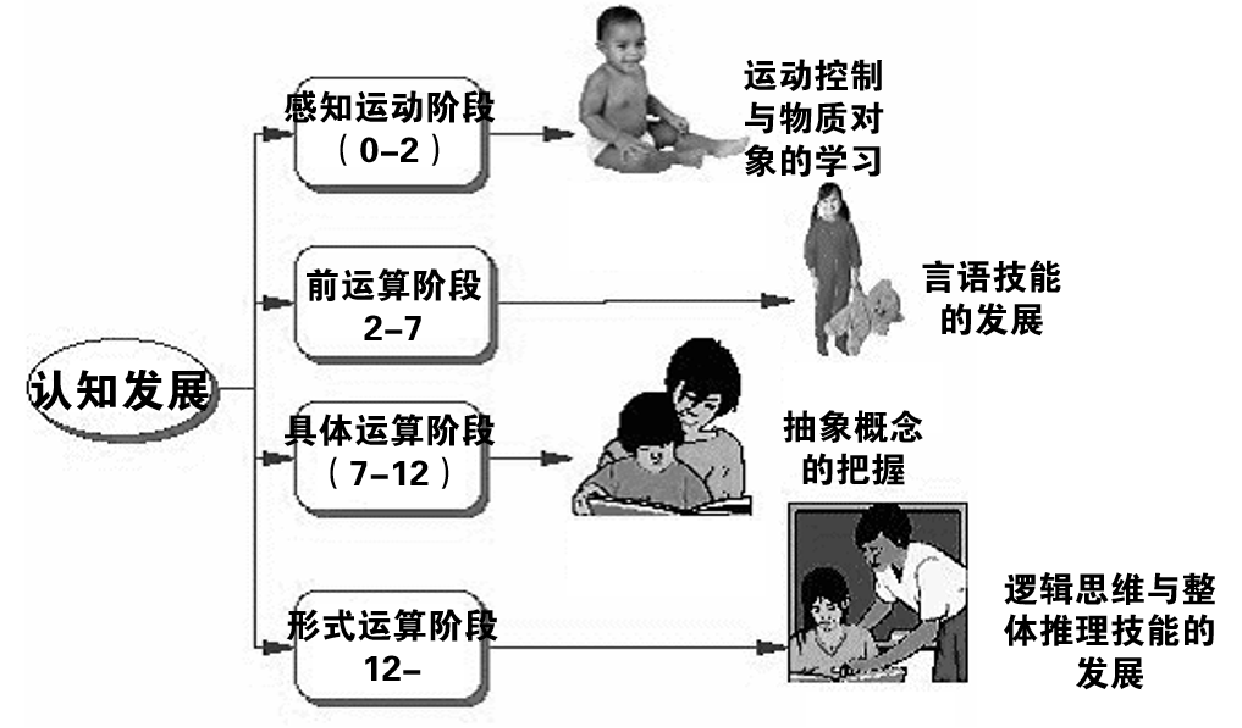 认知发展
感知运动阶段
（0-2）
运动控制
与物质对
象的学习
前运算阶段
2-7
言语技能
的发展
具体运算阶段
（7-12）
抽象概念
的把握
形式运算阶段
12-
逻辑思维与整
体推理技能的
发展